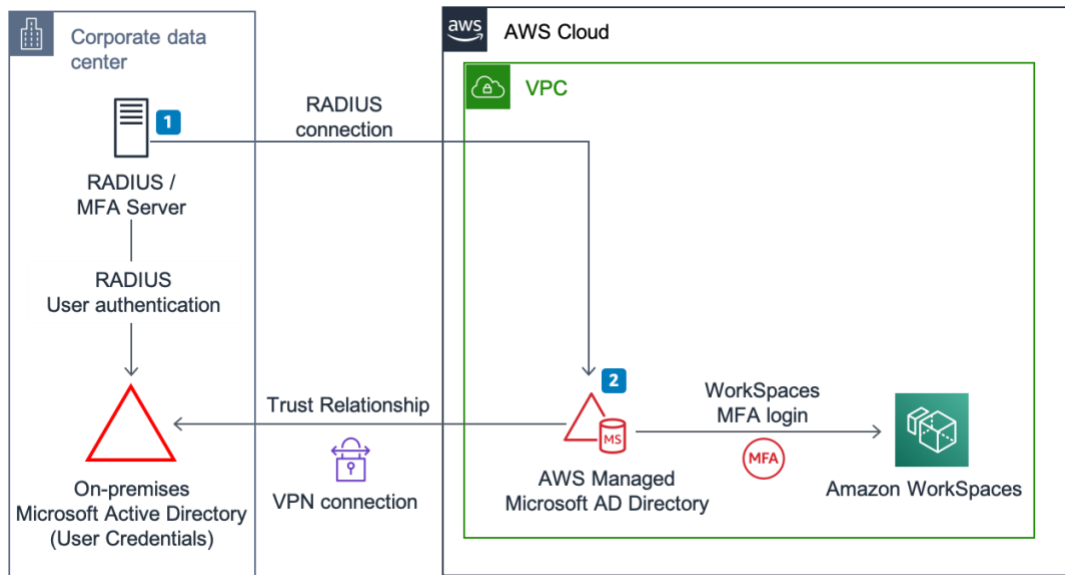 Corporate data
center
aws
AWS Cloud
VPC
1
RADIUS
connection
RADIUS /
MFA Server
RADIUS
User authentication
2
Trust Relationship
WorkSpaces
MFA login
MS
MFA
VPN connection
On-premises
Microsoft Active Directory
(User Credentials)
AWS Managed
Microsoft AD Directory
Amazon WorkSpaces